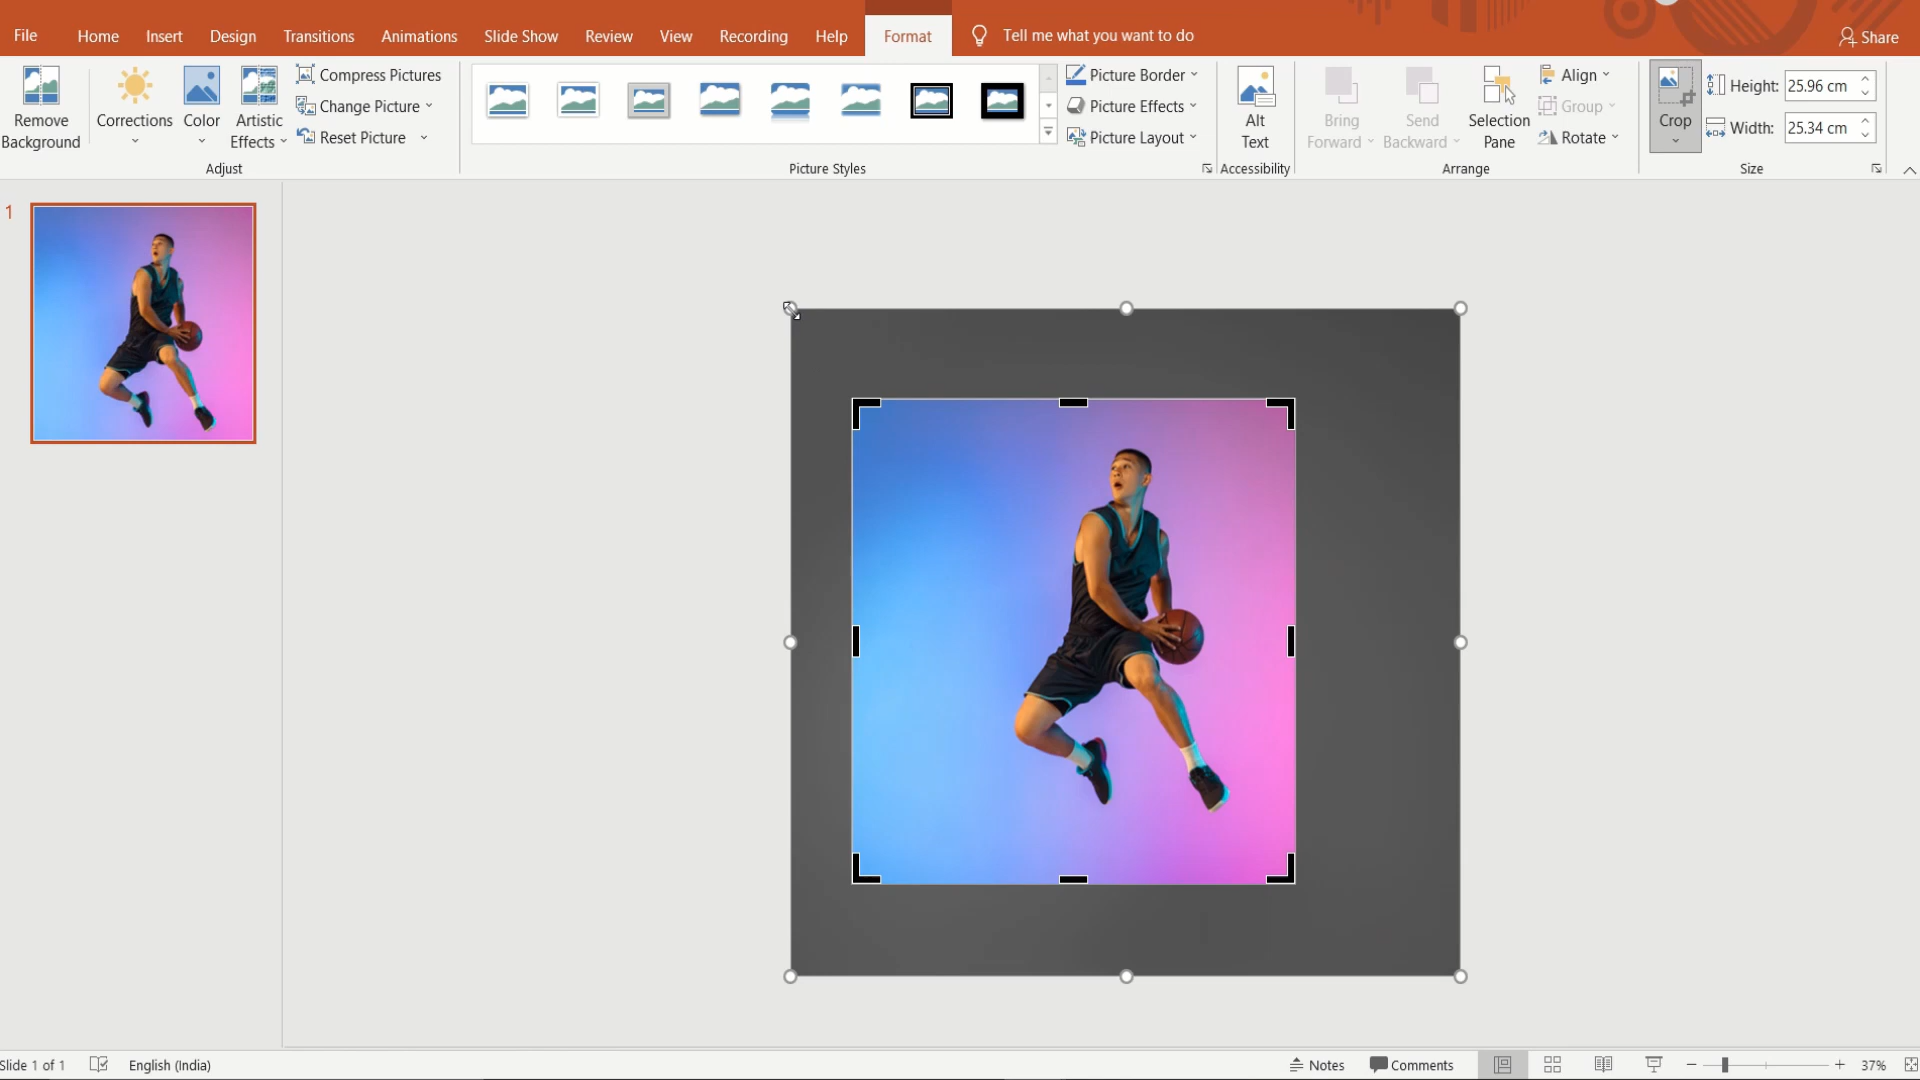 File Home Insert Design Transitions Animations Slide Show Review View Recording Help Format Tell me what you want to do Share
Remove Background
Corrections
Color
Artistic Effects
Compress Pictures
Change Picture
Reset Picture
Adjust
Picture Styles
Picture Border
Picture Effects
Picture Layout
Alt Text
Accessibility
Bring Forward
Send Backward
Selection Pane
Align
Group
Rotate
Arrange
Crop
Height: 25.96 cm
Width: 25.34 cm
Size
1
Slide 1 of 1 English (India) Notes Comments 37%